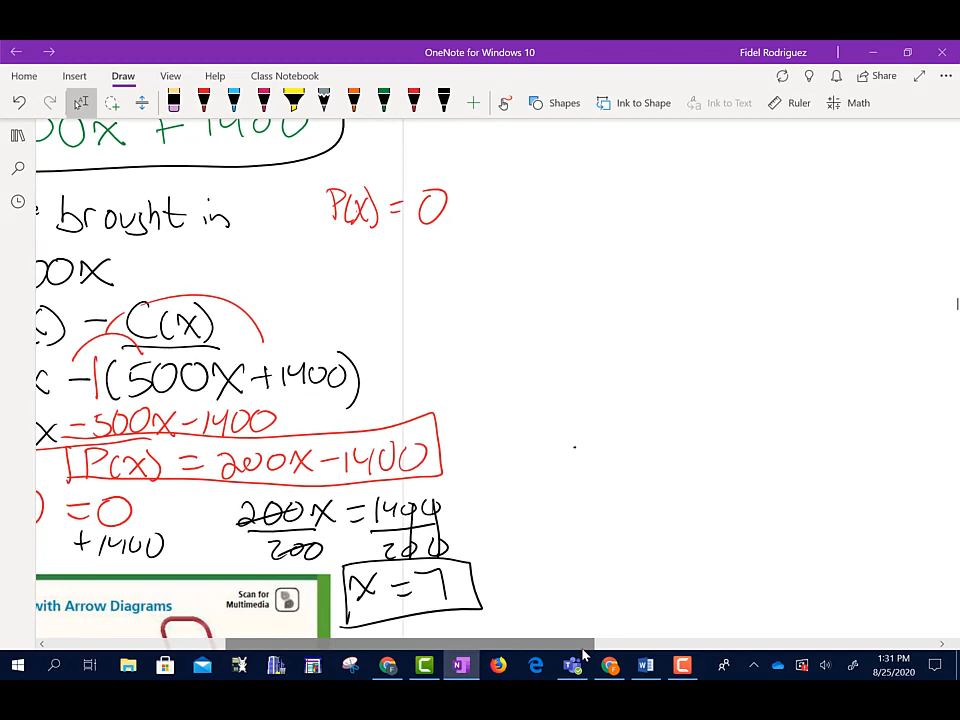 OneNote for Windows 10
Fidel Rodriguez
Home Insert Draw View Help Class Notebook Share
Shapes Ink to Shape Ink to Text Ruler Math
00x + 1400
brought in
P(x) = 0
00x
) - C(x)
x -1(500x+1400)
x -500x-1400
P(x) = 200x-1400
) =0
+1400
200x = 1400
200 200
x = 7
with Arrow Diagrams
Scan for
Multimedia
1:31 PM
8/25/2020